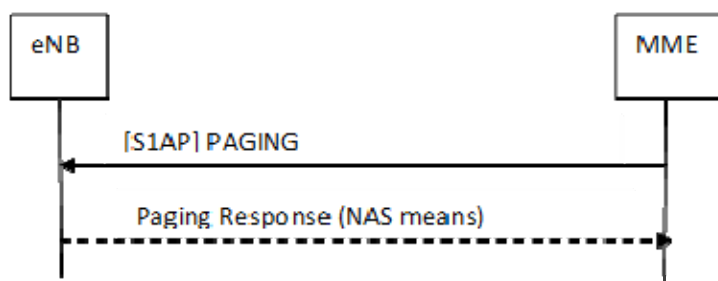 eNB
MME
[S1AP] PAGING
Paging Response (NAS means)